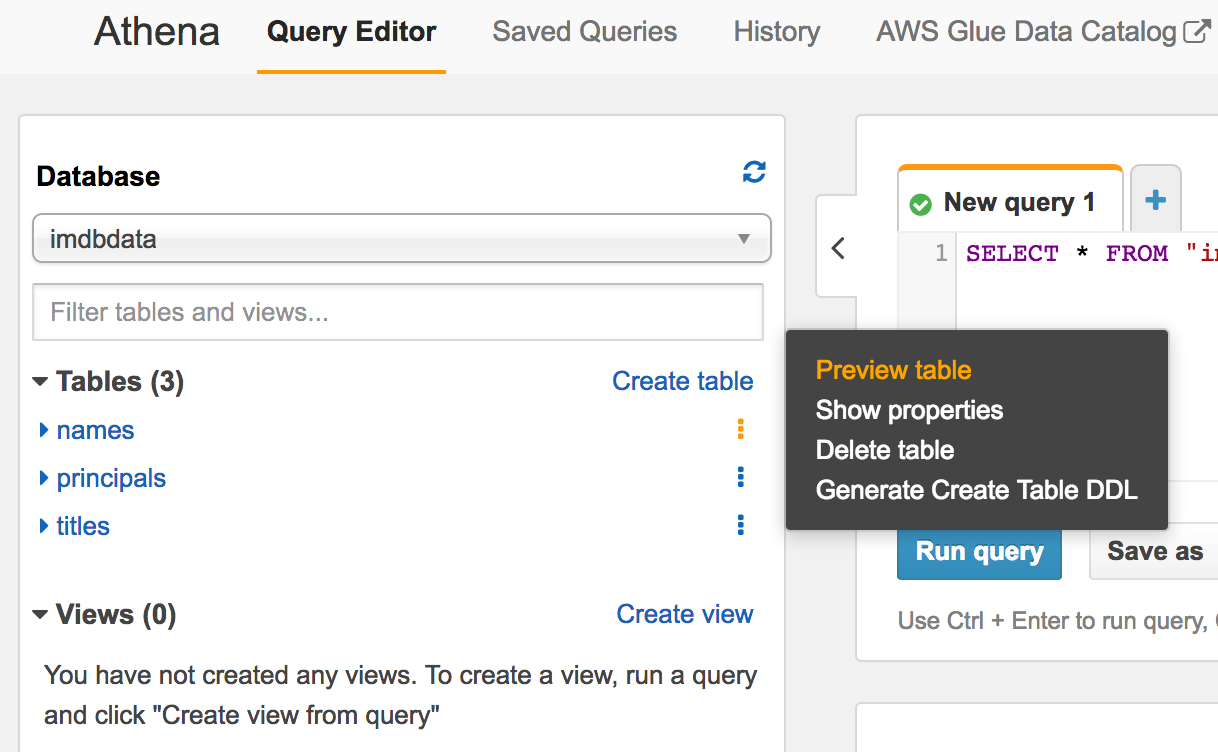 Athena Query Editor Saved Queries History AWS Glue Data Catalog
Database
imdbdata
Filter tables and views...
Tables (3) Create table
names
principals
titles
Views (0) Create view
You have not created any views. To create a view, run a query
and click "Create view from query"
New query 1 +
1 SELECT * FROM
Preview table
Show properties
Delete table
Generate Create Table DDL
Run query Save as
Use Ctrl + Enter to run query,